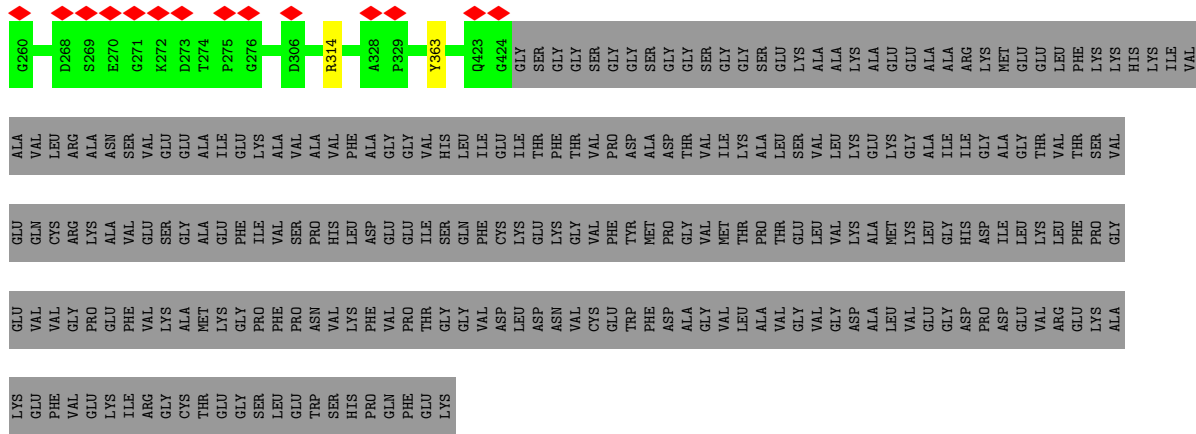 G260 D268 S269 E270 G271 K272 D273 T274 P275 G276 D306 R314 A328 P329 Y363 Q423 G424 GLY SER GLY GLY SER GLY GLY SER GLY GLY SER GLY GLY SER GLU LYS ALA ALA LYS ALA GLU GLU ALA ALA ARG LYS MET GLU GLU LEU PHE LYS LYS HIS LYS ILE VAL
ALA VAL LEU ARG ALA ASN SER VAL GLU GLU ALA ILE GLU LYS ALA VAL ALA VAL PHE ALA GLY GLY VAL HIS LEU ILE GLU ILE THR PHE THR VAL PRO ASP ALA ASP THR VAL ILE LYS ALA LEU SER VAL LEU LYS GLU LYS GLY ALA ILE ILE GLY ALA GLY THR VAL THR SER VAL
GLU GLN CYS ARG LYS ALA VAL GLU SER GLY ALA GLU PHE ILE VAL SER PRO HIS LEU ASP GLU GLU ILE SER GLN PHE CYS LYS GLU LYS GLY VAL PHE TYR MET PRO GLY VAL MET THR PRO THR GLU LEU VAL LYS ALA MET LYS LEU GLY HIS ASP ILE LEU LYS LEU PHE PRO GLY
GLU VAL VAL GLY PRO GLU PHE VAL LYS ALA MET LYS GLY PRO PHE PRO ASN VAL LYS PHE VAL PRO THR GLY GLY VAL ASP LEU ASP ASN VAL CYS GLU TRP PHE ASP ALA GLY VAL LEU ALA VAL GLY VAL GLY ASP ALA LEU VAL GLU GLY ASP PRO ASP GLU VAL ARG GLU LYS ALA
LYS GLU PHE VAL GLU LYS ILE ARG GLY CYS THR GLU GLY SER LEU GLU TRP SER HIS PRO GLN PHE GLU LYS